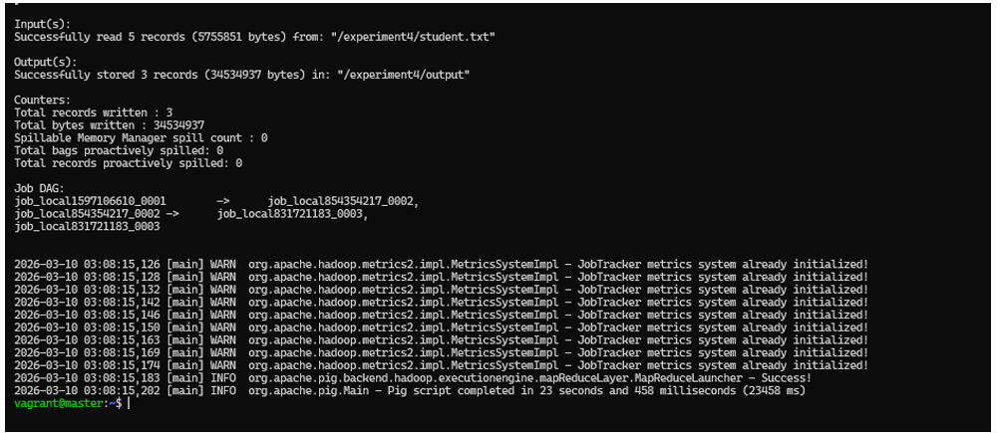 Input(s):
Successfully read 5 records (5755851 bytes) from: "/experiment4/student.txt"
Output(s):
Successfully stored 3 records (34534937 bytes) in: "/experiment4/output"
Counters:
Total records written : 3
Total bytes written : 34534937
Spillable Memory Manager spill count : 0
Total bags proactively spilled: 0
Total records proactively spilled: 0
Job DAG:
job_local1597106610_0001 -> job_local854354217_0002,
job_local854354217_0002 -> job_local831721183_0003,
job_local831721183_0003
2026-03-10 03:08:15,126 [main] WARN org.apache.hadoop.metrics2.impl.MetricsSystemImpl - JobTracker metrics system already initialized!
2026-03-10 03:08:15,128 [main] WARN org.apache.hadoop.metrics2.impl.MetricsSystemImpl - JobTracker metrics system already initialized!
2026-03-10 03:08:15,132 [main] WARN org.apache.hadoop.metrics2.impl.MetricsSystemImpl - JobTracker metrics system already initialized!
2026-03-10 03:08:15,142 [main] WARN org.apache.hadoop.metrics2.impl.MetricsSystemImpl - JobTracker metrics system already initialized!
2026-03-10 03:08:15,146 [main] WARN org.apache.hadoop.metrics2.impl.MetricsSystemImpl - JobTracker metrics system already initialized!
2026-03-10 03:08:15,150 [main] WARN org.apache.hadoop.metrics2.impl.MetricsSystemImpl - JobTracker metrics system already initialized!
2026-03-10 03:08:15,163 [main] WARN org.apache.hadoop.metrics2.impl.MetricsSystemImpl - JobTracker metrics system already initialized!
2026-03-10 03:08:15,169 [main] WARN org.apache.hadoop.metrics2.impl.MetricsSystemImpl - JobTracker metrics system already initialized!
2026-03-10 03:08:15,174 [main] WARN org.apache.hadoop.metrics2.impl.MetricsSystemImpl - JobTracker metrics system already initialized!
2026-03-10 03:08:15,183 [main] INFO org.apache.pig.backend.hadoop.executionengine.mapReduceLayer.MapReduceLauncher - Success!
2026-03-10 03:08:15,202 [main] INFO org.apache.pig.Main - Pig script completed in 23 seconds and 458 milliseconds (23458 ms)
vagrant@master:~$